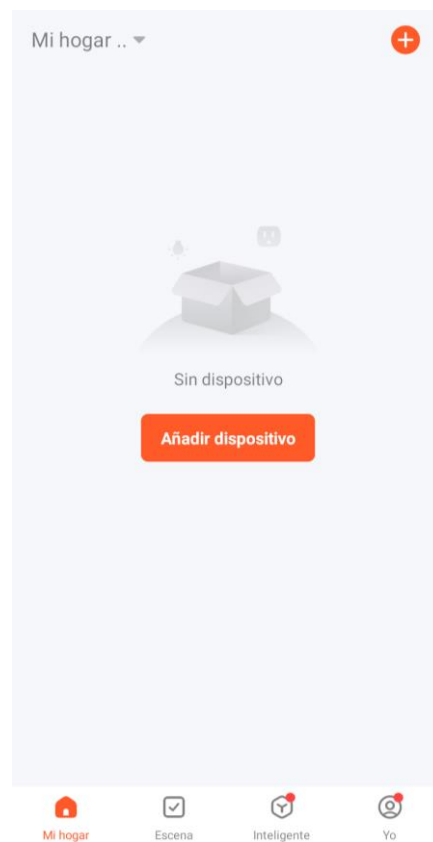 Mi hogar ..
Sin dispositivo
Añadir dispositivo
Mi hogar
Escena
Inteligente
Yo